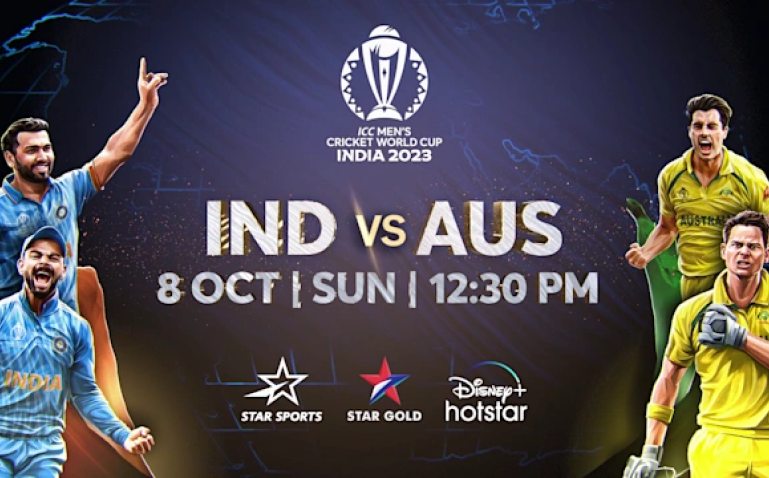 ICC MEN'S
CRICKET WORLD CUP
INDIA 2023
IND VS AUS
8 OCT | SUN | 12:30 PM
STAR SPORTS
STAR GOLD
Disney+
hotstar
INDIA
AUSTRALI